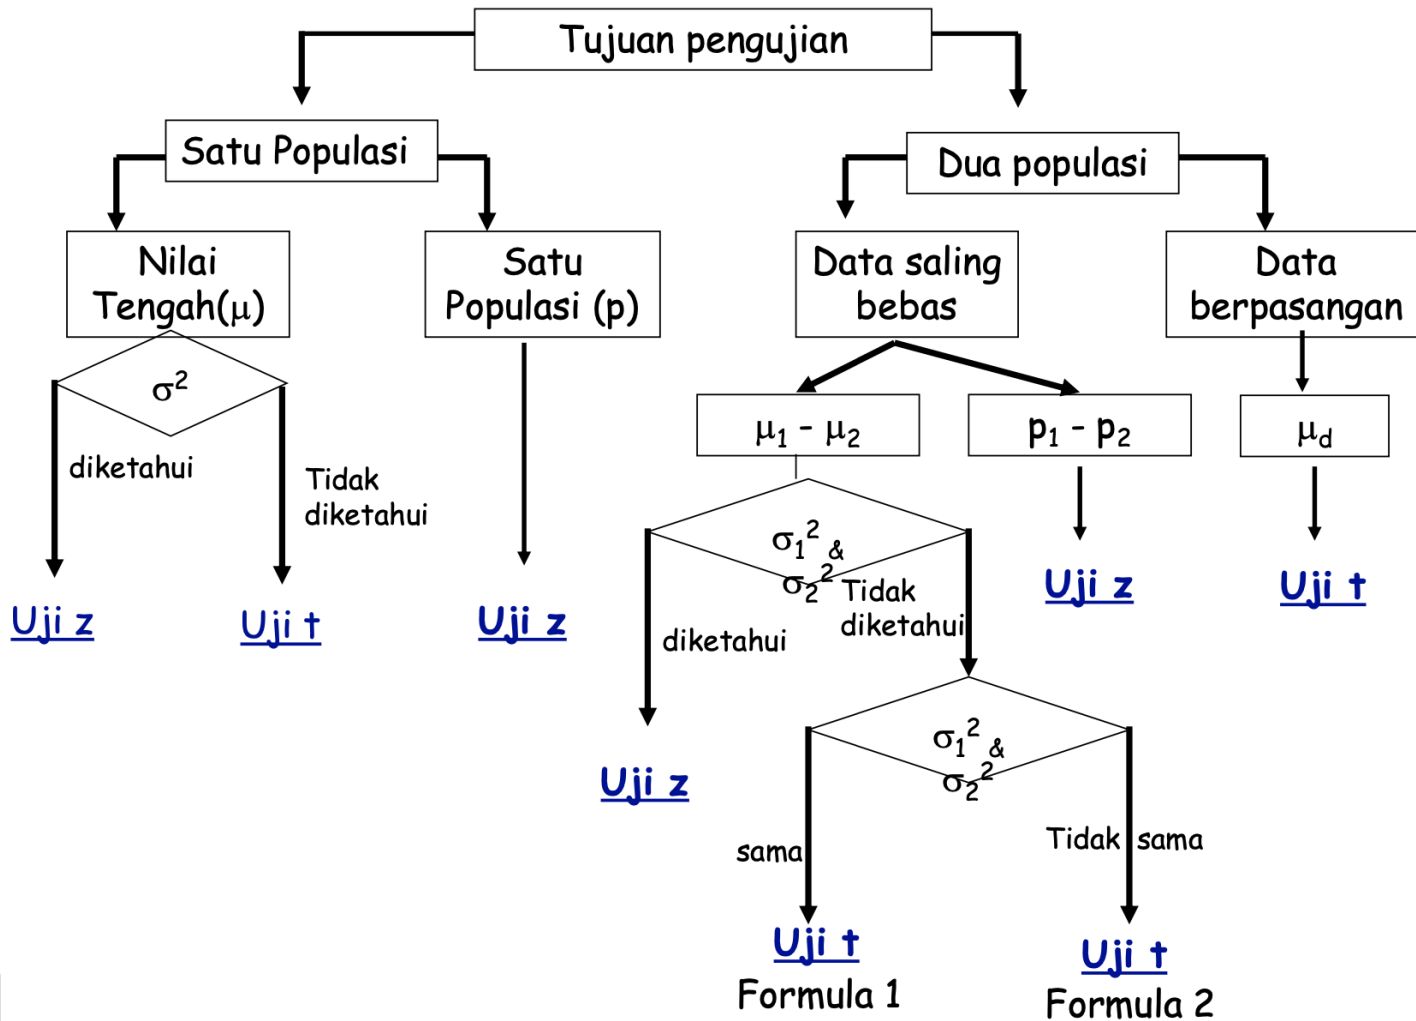 Tujuan pengujian
Satu Populasi
Dua populasi
Nilai
Tengah(μ)
Satu
Populasi (p)
Data saling
bebas
Data
berpasangan
σ²
μ₁ - μ₂
p₁ - p₂
μd
diketahui
Tidak
diketahui
σ₁² &
σ₂²
Tidak
diketahui
diketahui
Uji z
Uji t
Uji z
Uji z
Uji t
Uji z
σ₁² &
σ₂²
sama
Tidak sama
Uji t
Formula 1
Uji t
Formula 2